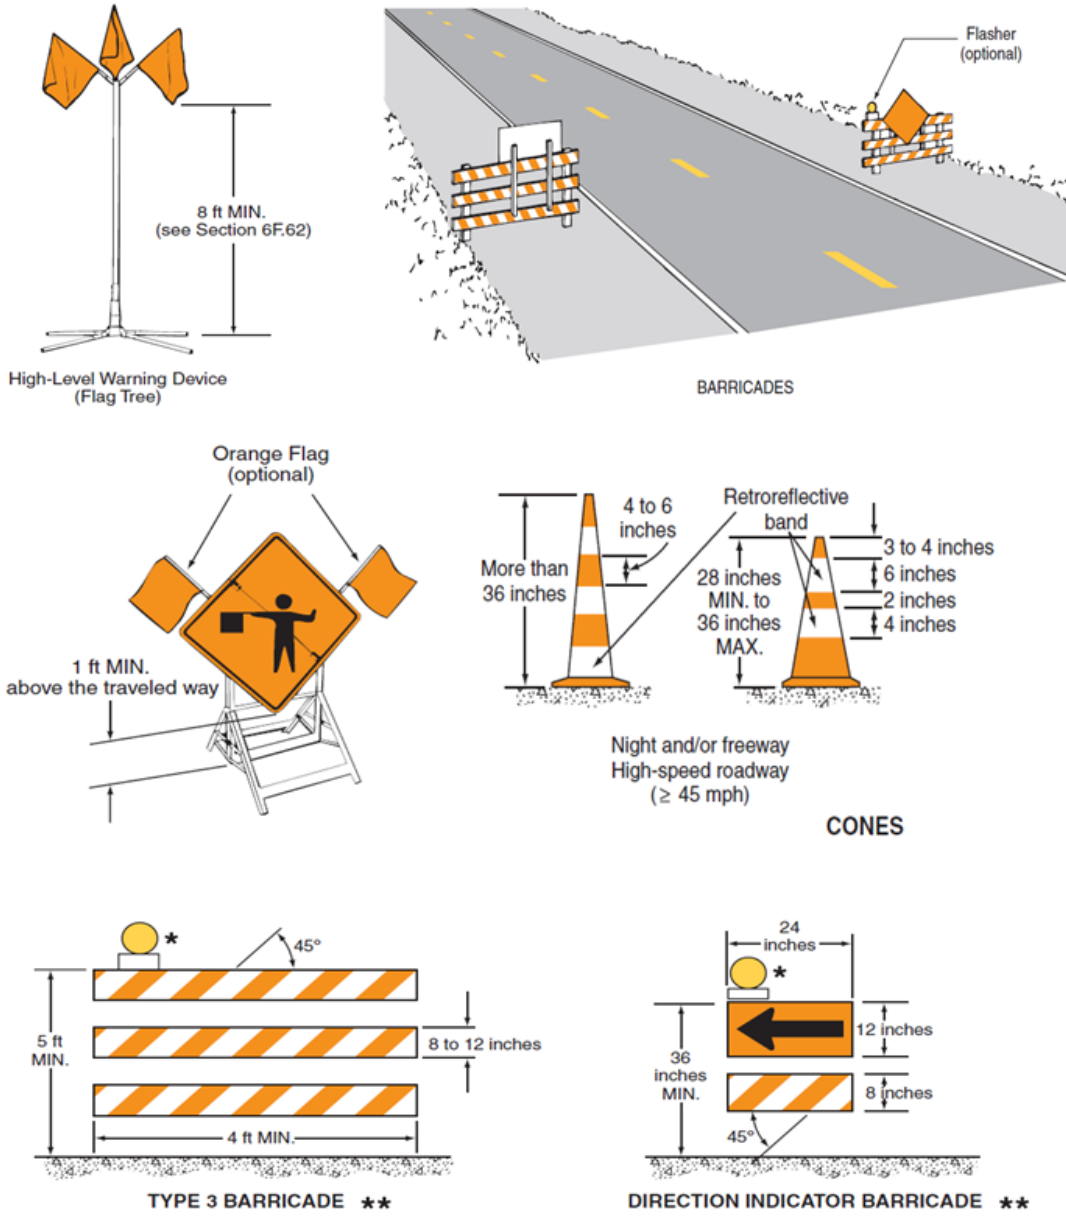 8 ft MIN.
(see Section 6F.62)
High-Level Warning Device
(Flag Tree)
Flasher
(optional)
BARRICADES
Orange Flag
(optional)
1 ft MIN.
above the traveled way
More than
36 inches
4 to 6
inches
Retroreflective
band
28 inches
MIN. to
36 inches
MAX.
3 to 4 inches
6 inches
2 inches
4 inches
Night and/or freeway
High-speed roadway
(≥ 45 mph)
CONES
*
45°
5 ft
MIN.
8 to 12 inches
4 ft MIN.
TYPE 3 BARRICADE **
24
inches
*
12 inches
36
inches
MIN.
8 inches
45°
DIRECTION INDICATOR BARRICADE **